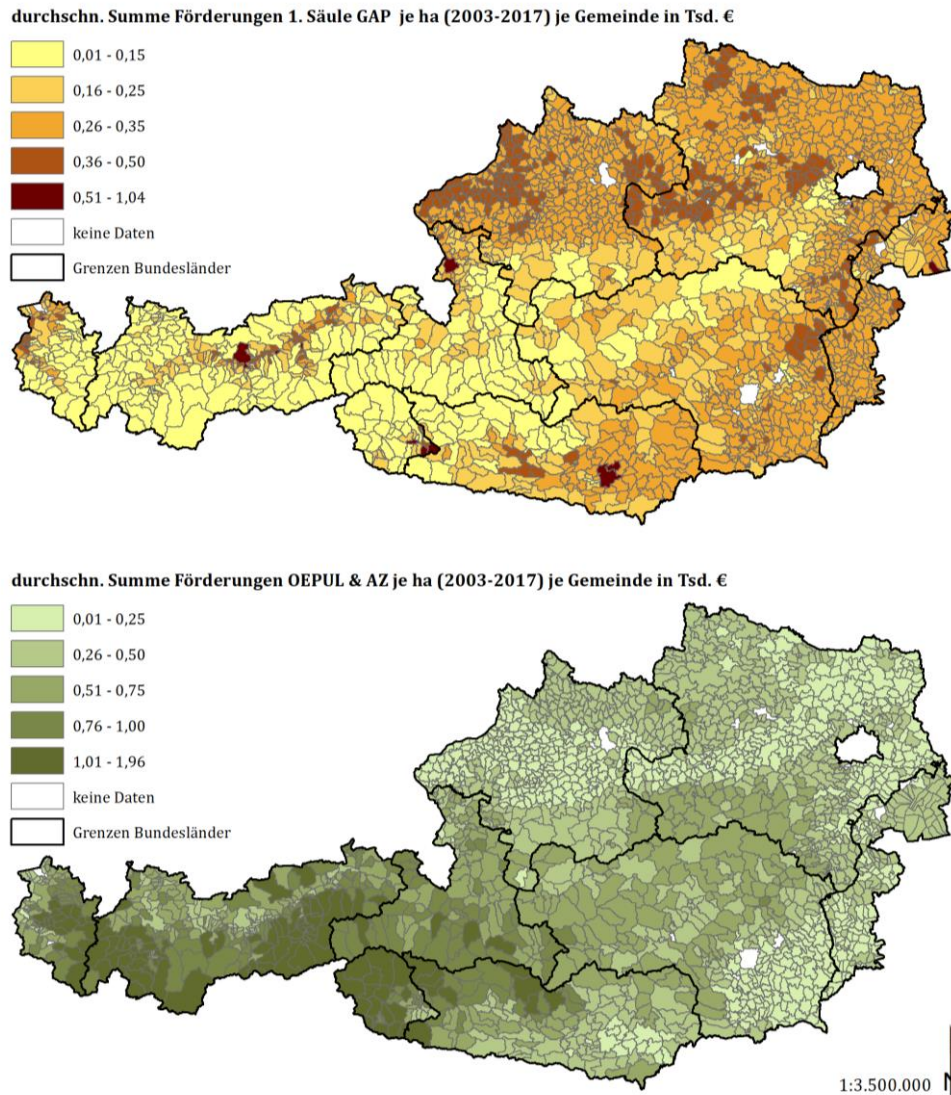 durchschn. Summe Förderungen 1. Säule GAP je ha (2003-2017) je Gemeinde in Tsd. €
0,01 - 0,15
0,16 - 0,25
0,26 - 0,35
0,36 - 0,50
0,51 - 1,04
keine Daten
Grenzen Bundesländer
durchschn. Summe Förderungen OEPUL & AZ je ha (2003-2017) je Gemeinde in Tsd. €
0,01 - 0,25
0,26 - 0,50
0,51 - 0,75
0,76 - 1,00
1,01 - 1,96
keine Daten
Grenzen Bundesländer
1:3.500.000